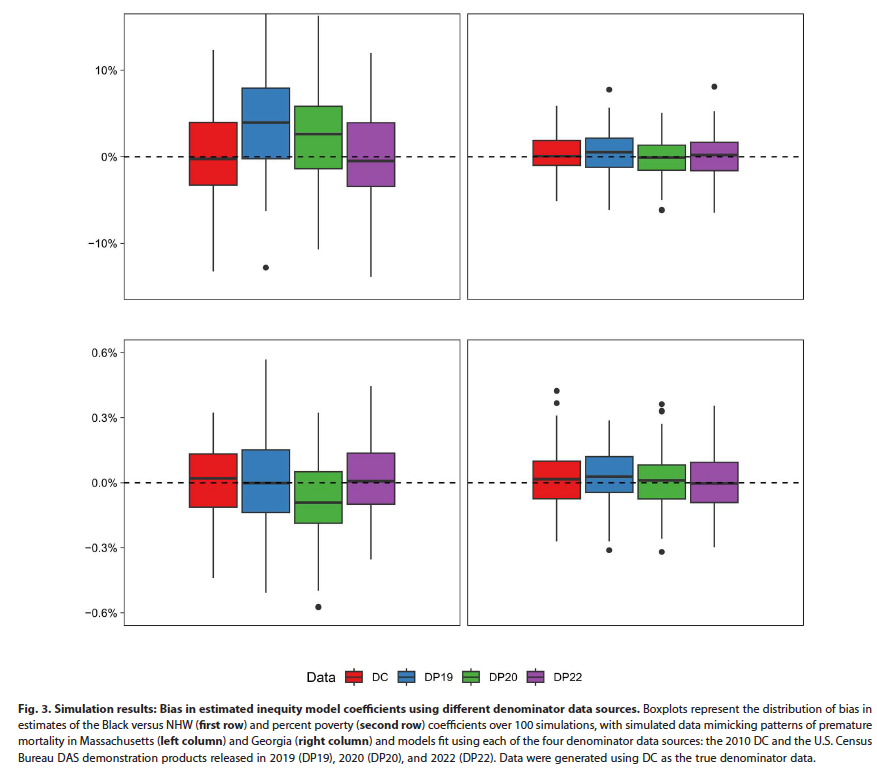 10%
0%
−10%
0.6%
0.3%
0.0%
−0.3%
−0.6%
Data DC DP19 DP20 DP22
Fig. 3. Simulation results: Bias in estimated inequity model coefficients using different denominator data sources. Boxplots represent the distribution of bias in
estimates of the Black versus NHW (first row) and percent poverty (second row) coefficients over 100 simulations, with simulated data mimicking patterns of premature
mortality in Massachusetts (left column) and Georgia (right column) and models fit using each of the four denominator data sources: the 2010 DC and the U.S. Census
Bureau DAS demonstration products released in 2019 (DP19), 2020 (DP20), and 2022 (DP22). Data were generated using DC as the true denominator data.